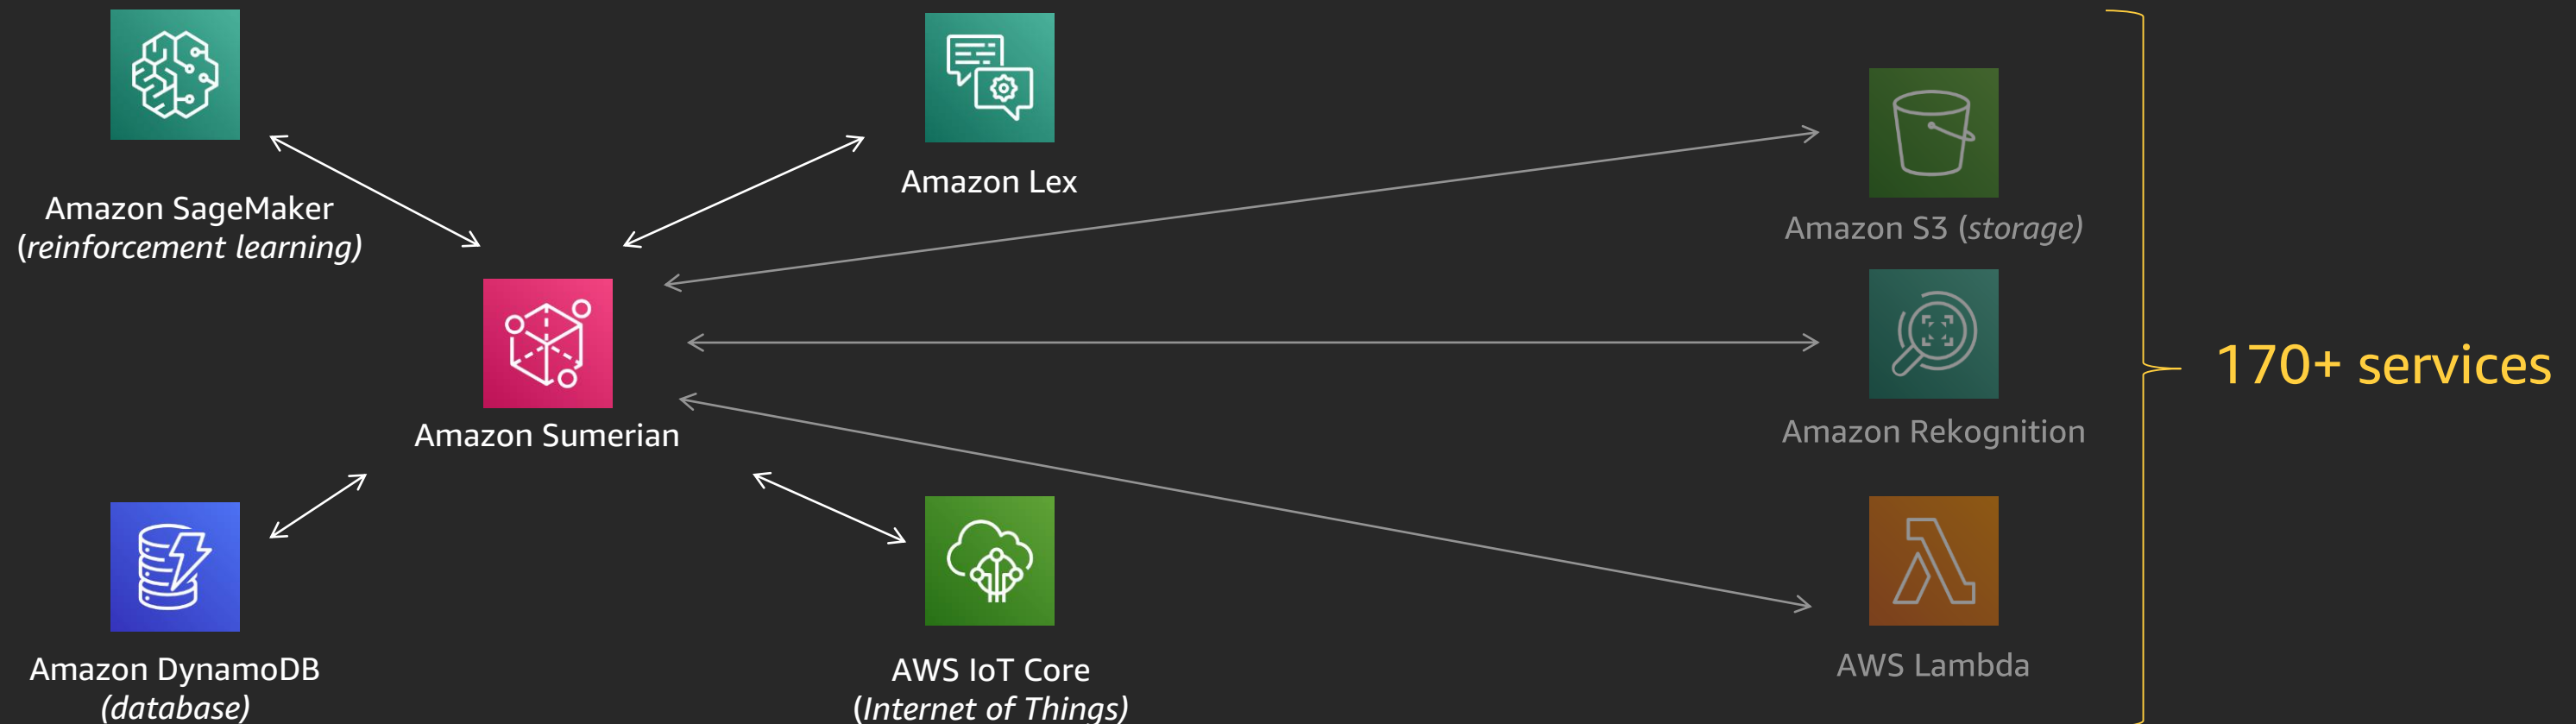 Amazon SageMaker
(reinforcement learning)
Amazon Lex
Amazon S3 (storage)
Amazon Sumerian
Amazon Rekognition
170+ services
Amazon DynamoDB
(database)
AWS IoT Core
(Internet of Things)
AWS Lambda